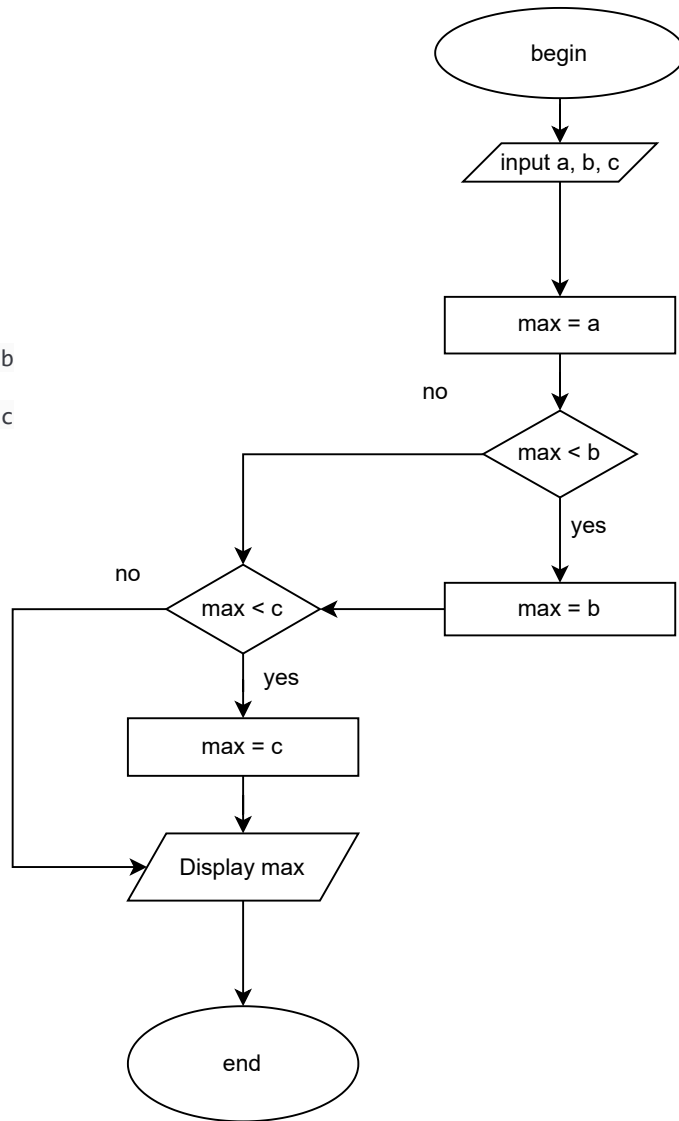 begin
input a, b, c
max = a
b
no
c
max < b
yes
no
max < c
max = b
yes
max = c
Display max
end